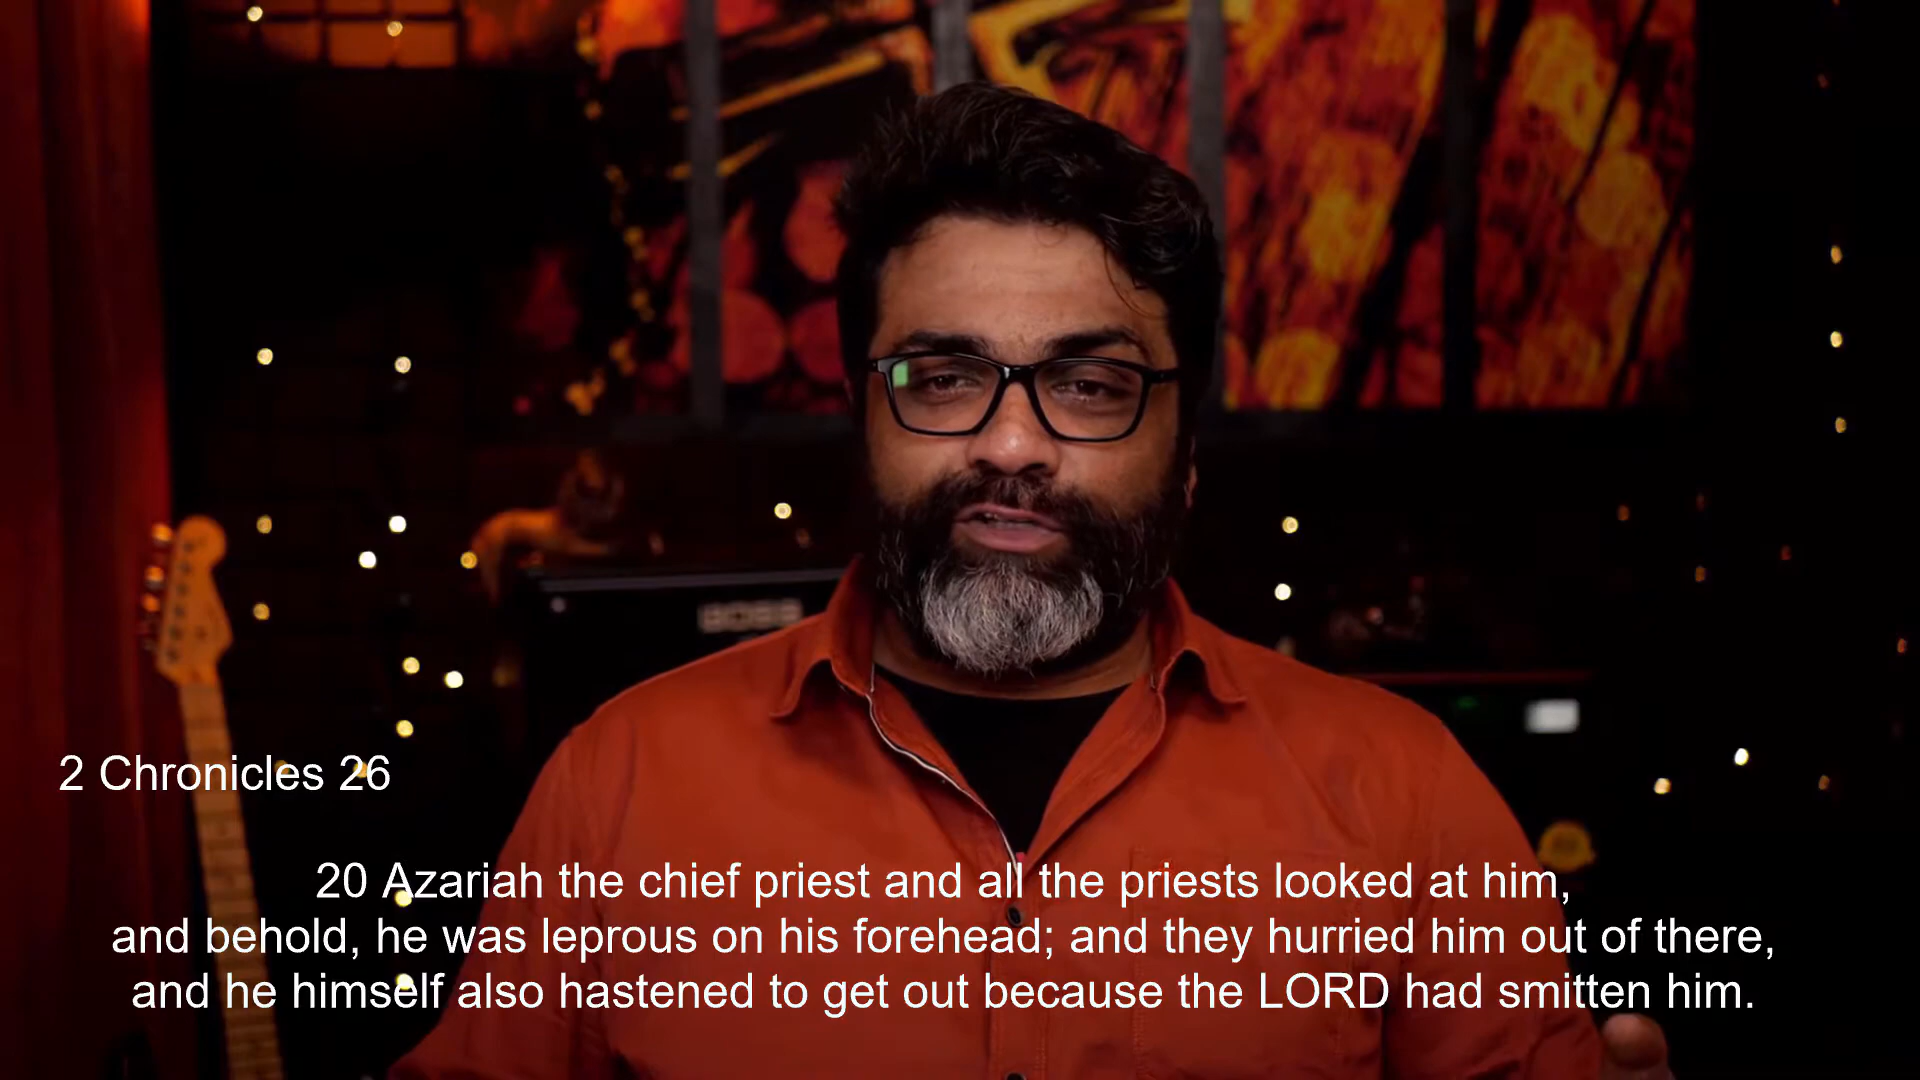 BOSS
2 Chronicles 26
20 Azariah the chief priest and all the priests looked at him,
and behold, he was leprous on his forehead; and they hurried him out of there,
and he himself also hastened to get out because the LORD had smitten him.